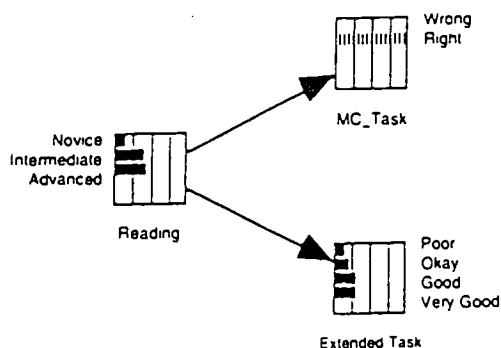 Wrong
Right
MC_Task
Novice
Intermediate
Advanced
Reading
Poor
Okay
Good
Very Good
Extended Task